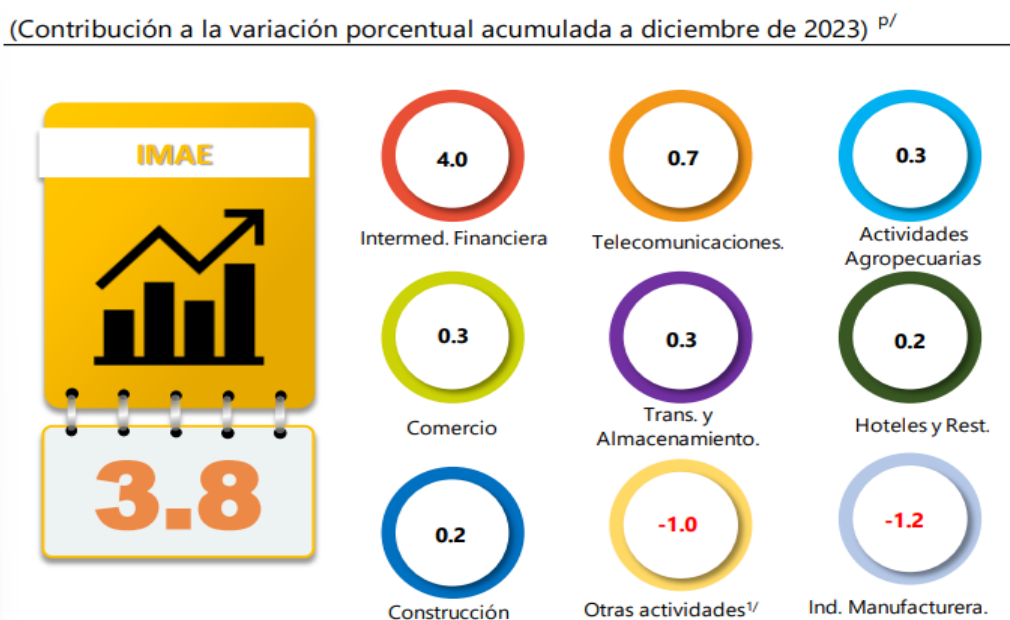 (Contribución a la variación porcentual acumulada a diciembre de 2023) p/
IMAE
3.8
4.0
Intermed. Financiera
0.7
Telecomunicaciones.
0.3
Actividades
Agropecuarias
0.3
Comercio
0.3
Trans. y
Almacenamiento.
0.2
Hoteles y Rest.
0.2
Construcción
-1.0
Otras actividades1/
-1.2
Ind. Manufacturera.